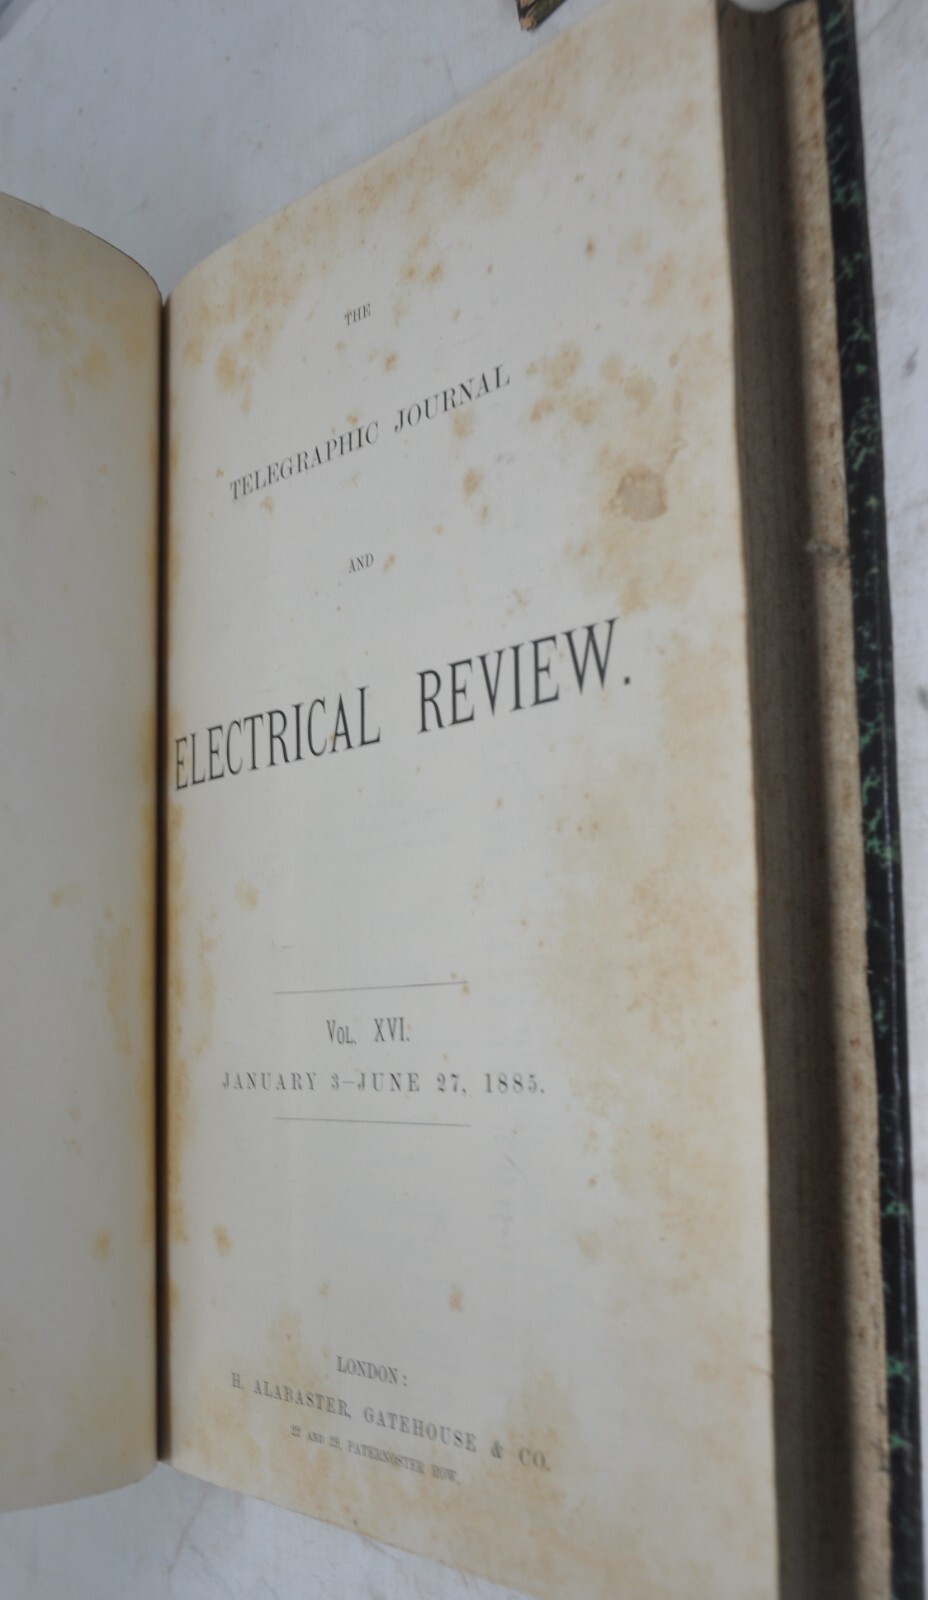 THE
TELEGRAPHIC JOURNAL
AND
ELECTRICAL REVIEW.
VOL. XVI.
JANUARY 3–JUNE 27, 1885.
LONDON:
H. ALABASTER, GATEHOUSE & CO.
22 AND PATERNOSTER ROW.